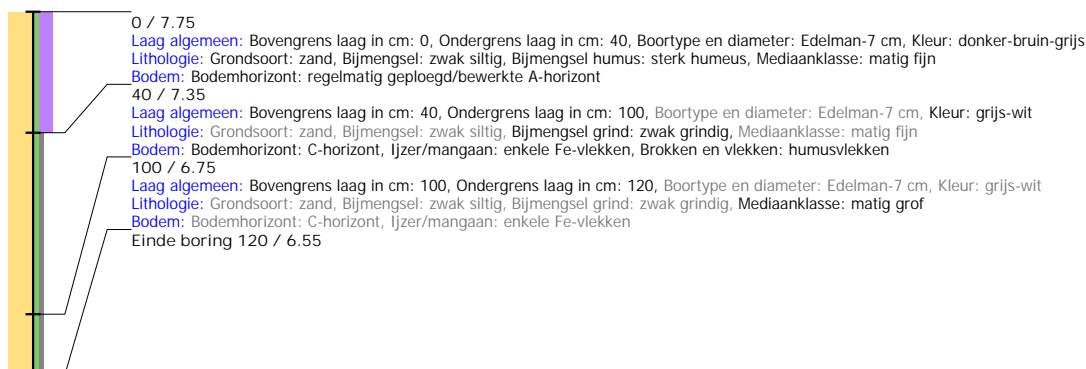 0 / 7.75
Laag algemeen: Bovengrens laag in cm: 0, Ondergrens laag in cm: 40, Boortype en diameter: Edelman-7 cm, Kleur: donker-bruin-grijs
Lithologie: Grondsoort: zand, Bijmengsel: zwak siltig, Bijmengsel humus: sterk humeus, Mediaanklasse: matig fijn
Bodem: Bodemhorizont: regelmatig geploegd/bewerkte A-horizont
40 / 7.35
Laag algemeen: Bovengrens laag in cm: 40, Ondergrens laag in cm: 100, Boortype en diameter: Edelman-7 cm, Kleur: grijs-wit
Lithologie: Grondsoort: zand, Bijmengsel: zwak siltig, Bijmengsel grind: zwak grindig, Mediaanklasse: matig fijn
Bodem: Bodemhorizont: C-horizont, Ijzer/mangaan: enkele Fe-vlekken, Brokken en vlekken: humusvlekken
100 / 6.75
Laag algemeen: Bovengrens laag in cm: 100, Ondergrens laag in cm: 120, Boortype en diameter: Edelman-7 cm, Kleur: grijs-wit
Lithologie: Grondsoort: zand, Bijmengsel: zwak siltig, Bijmengsel grind: zwak grindig, Mediaanklasse: matig grof
Bodem: Bodemhorizont: C-horizont, Ijzer/mangaan: enkele Fe-vlekken
Einde boring 120 / 6.55